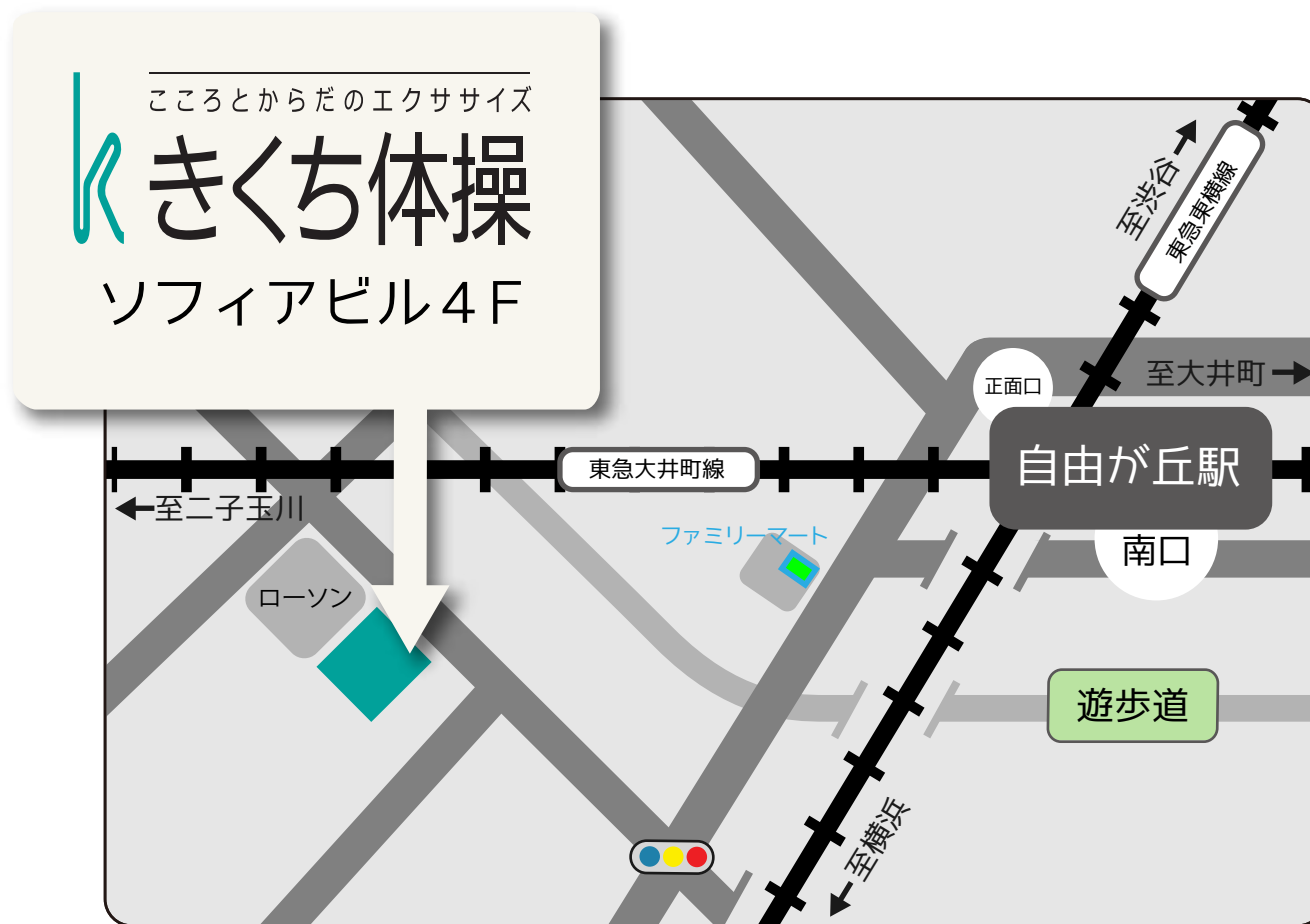 こころとからだのエクササイズ
きくち体操
ソフィアビル4F
至渋谷
東急東横線
正面口
至大井町
自由が丘駅
東急大井町線
至二子玉川
ファミリーマート
南口
ローソン
遊歩道
至横浜